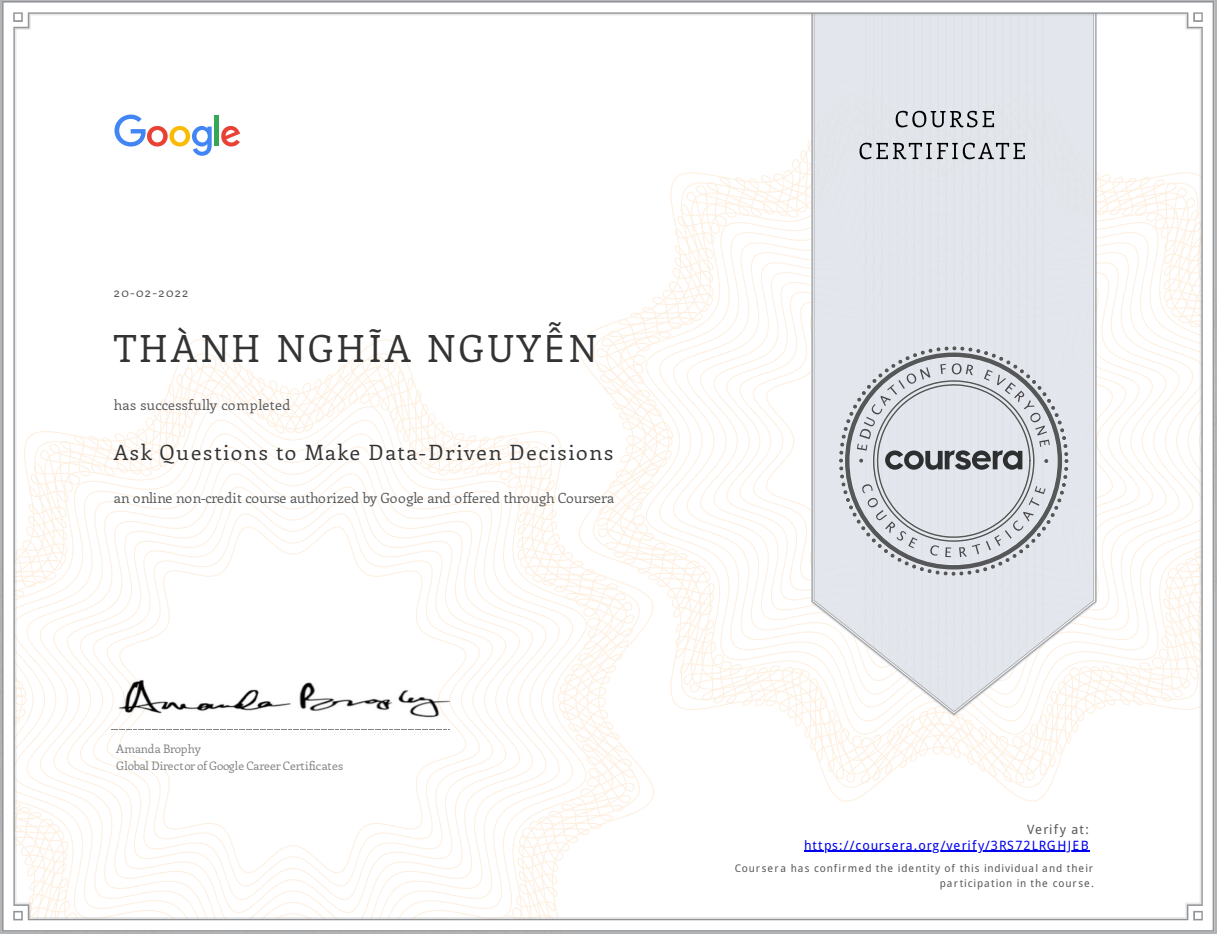 Google
COURSE
CERTIFICATE
20-02-2022
THÀNH NGHĨA NGUYỄN
has successfully completed
Ask Questions to Make Data-Driven Decisions
an online non-credit course authorized by Google and offered through Coursera
EDUCATION FOR EVERYONE
coursera
COURSE CERTIFICATE
Amanda Brophy
Amanda Brophy
Global Director of Google Career Certificates
Verify at:
https://coursera.org/verify/3RS72LRGHJEB
Coursera has confirmed the identity of this individual and their
participation in the course.